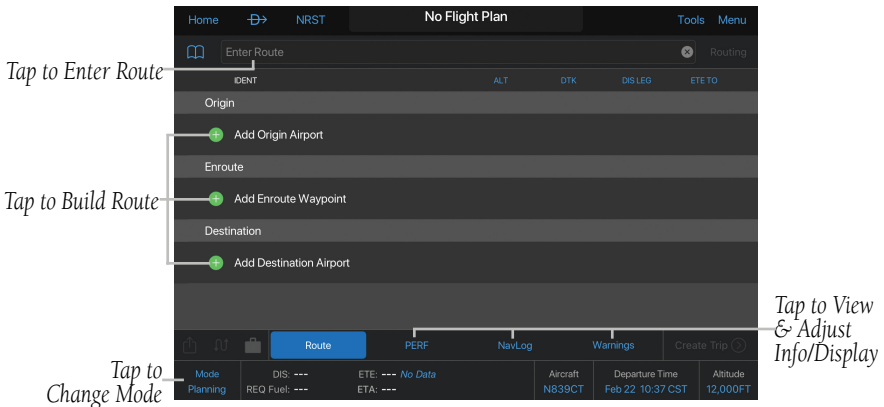 Home NRST No Flight Plan Tools Menu
Enter Route Routing
Tap to Enter Route
IDENT ALT DTK DIS LEG ETE TO
Origin
Add Origin Airport
Enroute
Tap to Build Route
Add Enroute Waypoint
Destination
Add Destination Airport
Tap to View
& Adjust
Info/Display
Route PERF NavLog Warnings Create Trip
Tap to
Change Mode
Mode DIS: --- ETE: --- No Data Aircraft Departure Time Altitude
Planning REQ Fuel: --- ETA: --- N839CT Feb 22 10:37 CST 12,000FT